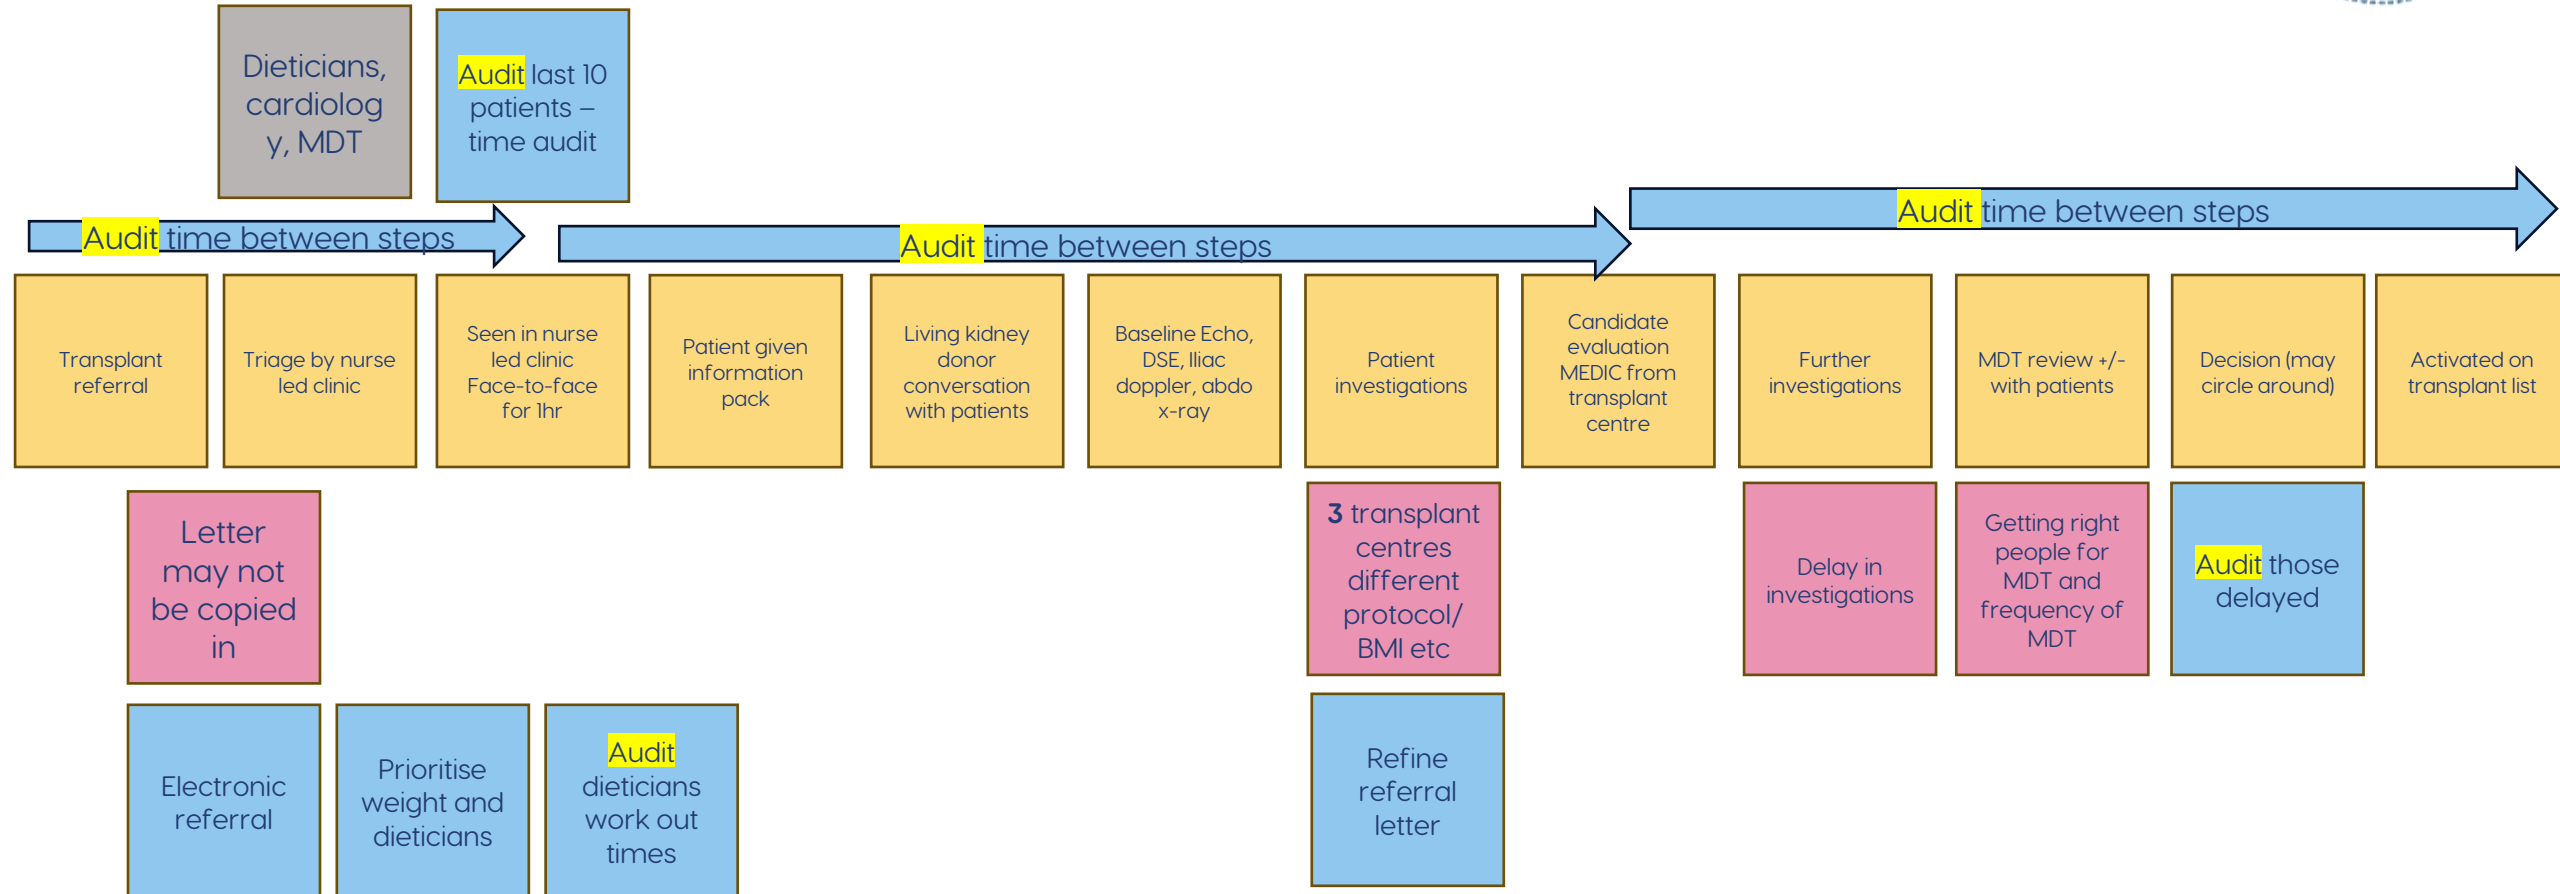 Dieticians,
cardiolog
y, MDT
Audit last 10
patients –
time audit
Audit time between steps
Audit time between steps
Audit time between steps
Transplant
referral
Triage by nurse
led clinic
Seen in nurse
led clinic
Face-to-face
for 1hr
Patient given
information
pack
Living kidney
donor
conversation
with patients
Baseline Echo,
DSE, Iliac
doppler, abdo
x-ray
Patient
investigations
Candidate
evaluation
MEDIC from
transplant
centre
Further
investigations
MDT review +/-
with patients
Decision (may
circle around)
Activated on
transplant list
Letter
may not
be copied
in
3 transplant
centres
different
protocol/
BMI etc
Delay in
investigations
Getting right
people for
MDT and
frequency of
MDT
Audit those
delayed
Electronic
referral
Prioritise
weight and
dieticians
Audit
dieticians
work out
times
Refine
referral
letter